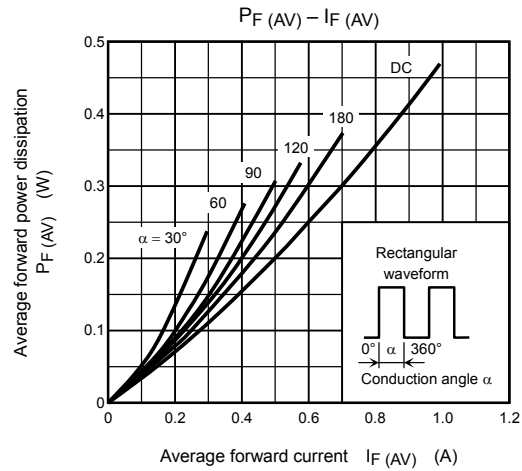 PF (AV) – IF (AV)
0.5
0.4
0.3
0.2
0.1
0
0
0.2
0.4
0.6
0.8
1.0
1.2
Average forward power dissipation
PF (AV) (W)
Average forward current IF (AV) (A)
DC
180
120
90
60
α = 30°
Rectangular
waveform
0°
α
360°
Conduction angle α